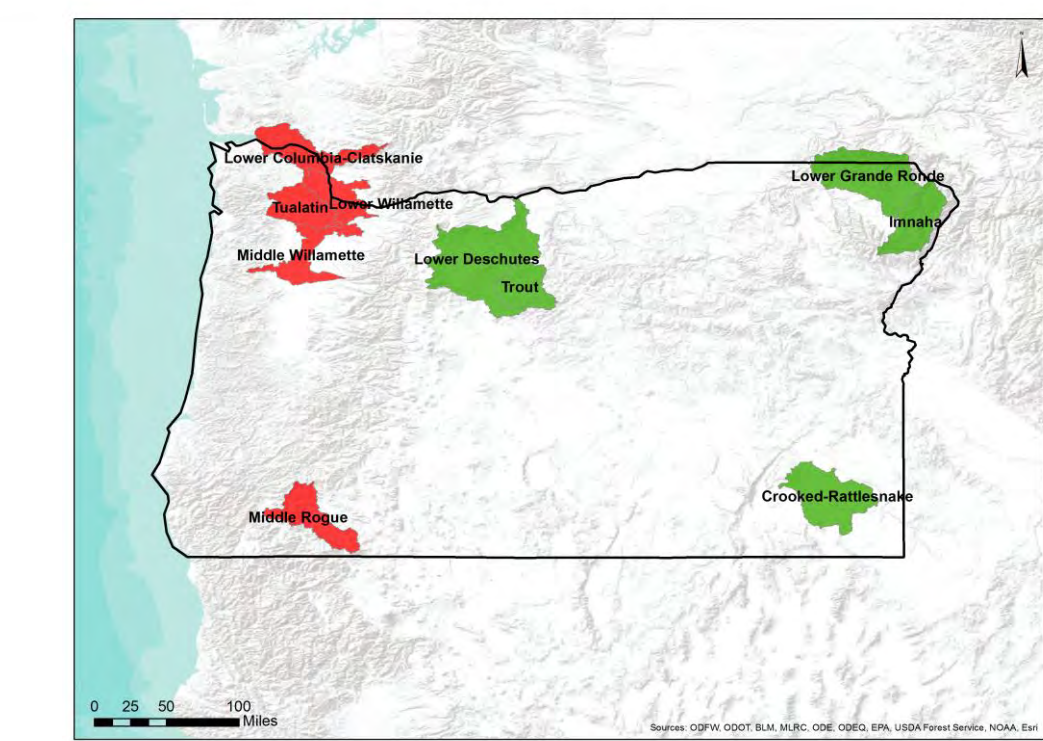 Lower Columbia-Clatskanie
Lower Grande Ronde
Tualatin
Lower Willamette
Imnaha
Middle Willamette
Lower Deschutes
Trout
Crooked-Rattlesnake
Middle Rogue
0 25 50 100
Miles
Sources: ODFW, ODOT, BLM, MLRC, ODE, ODEQ, EPA, USDA Forest Service, NOAA, Esri